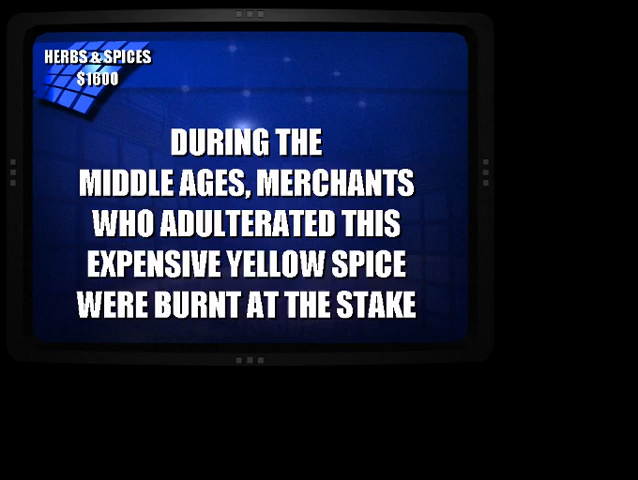 HERBS & SPICES
$1600
DURING THE
MIDDLE AGES, MERCHANTS
WHO ADULTERATED THIS
EXPENSIVE YELLOW SPICE
WERE BURNT AT THE STAKE